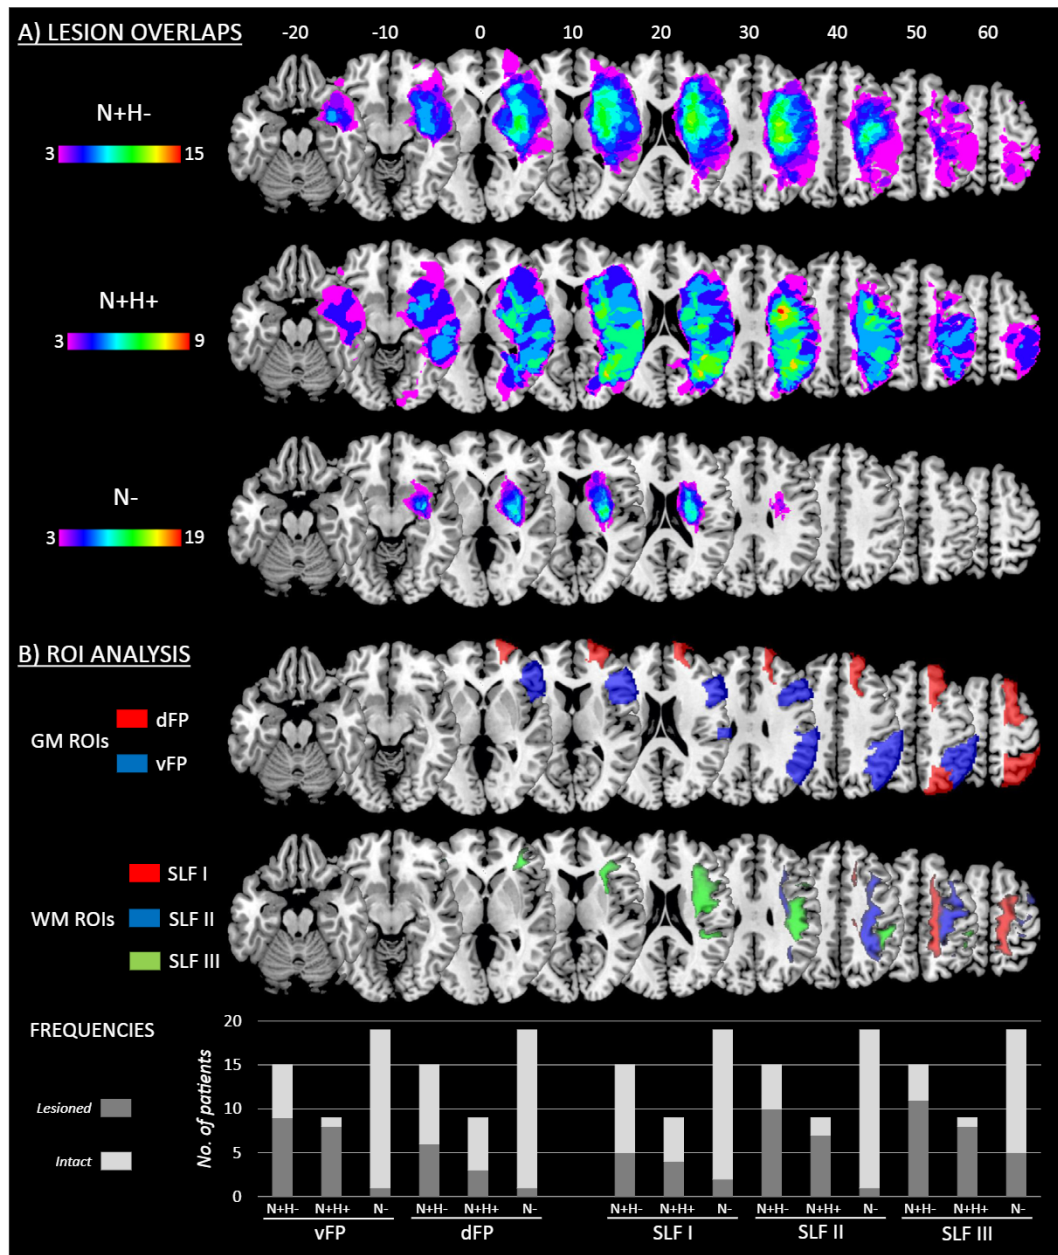 A) LESION OVERLAPS
-20 -10 0 10 20 30 40 50 60
N+H-
3 15
N+H+
3 9
N-
3 19
B) ROI ANALYSIS
GM ROIs
dFP
vFP
WM ROIs
SLF I
SLF II
SLF III
FREQUENCIES
Lesioned
Intact
No. of patients
20
15
10
5
0
N+H- N+H+ N- N+H- N+H+ N- N+H- N+H+ N- N+H- N+H+ N- N+H- N+H+ N-
vFP dFP SLF I SLF II SLF III